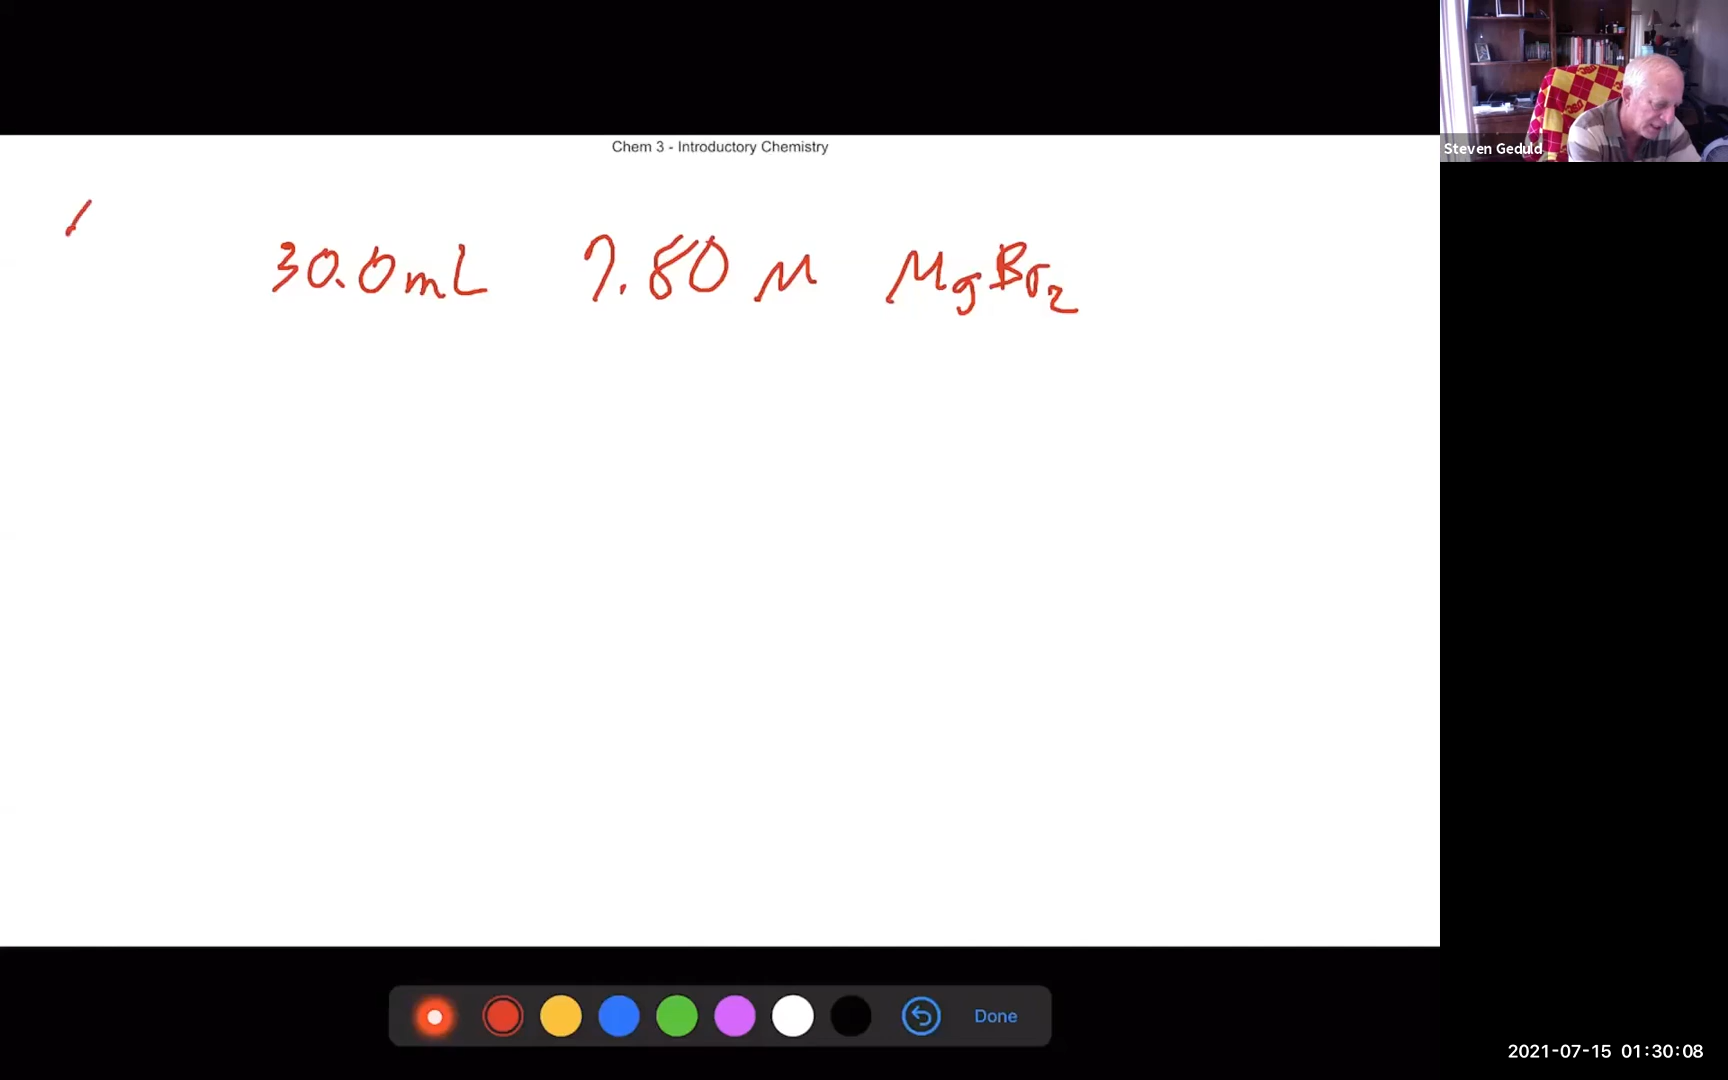 Chem 3 - Introductory Chemistry
Steven Geduld
30.0 mL 7.80 M MgBr₂
Done
2021-07-15 01:30:08